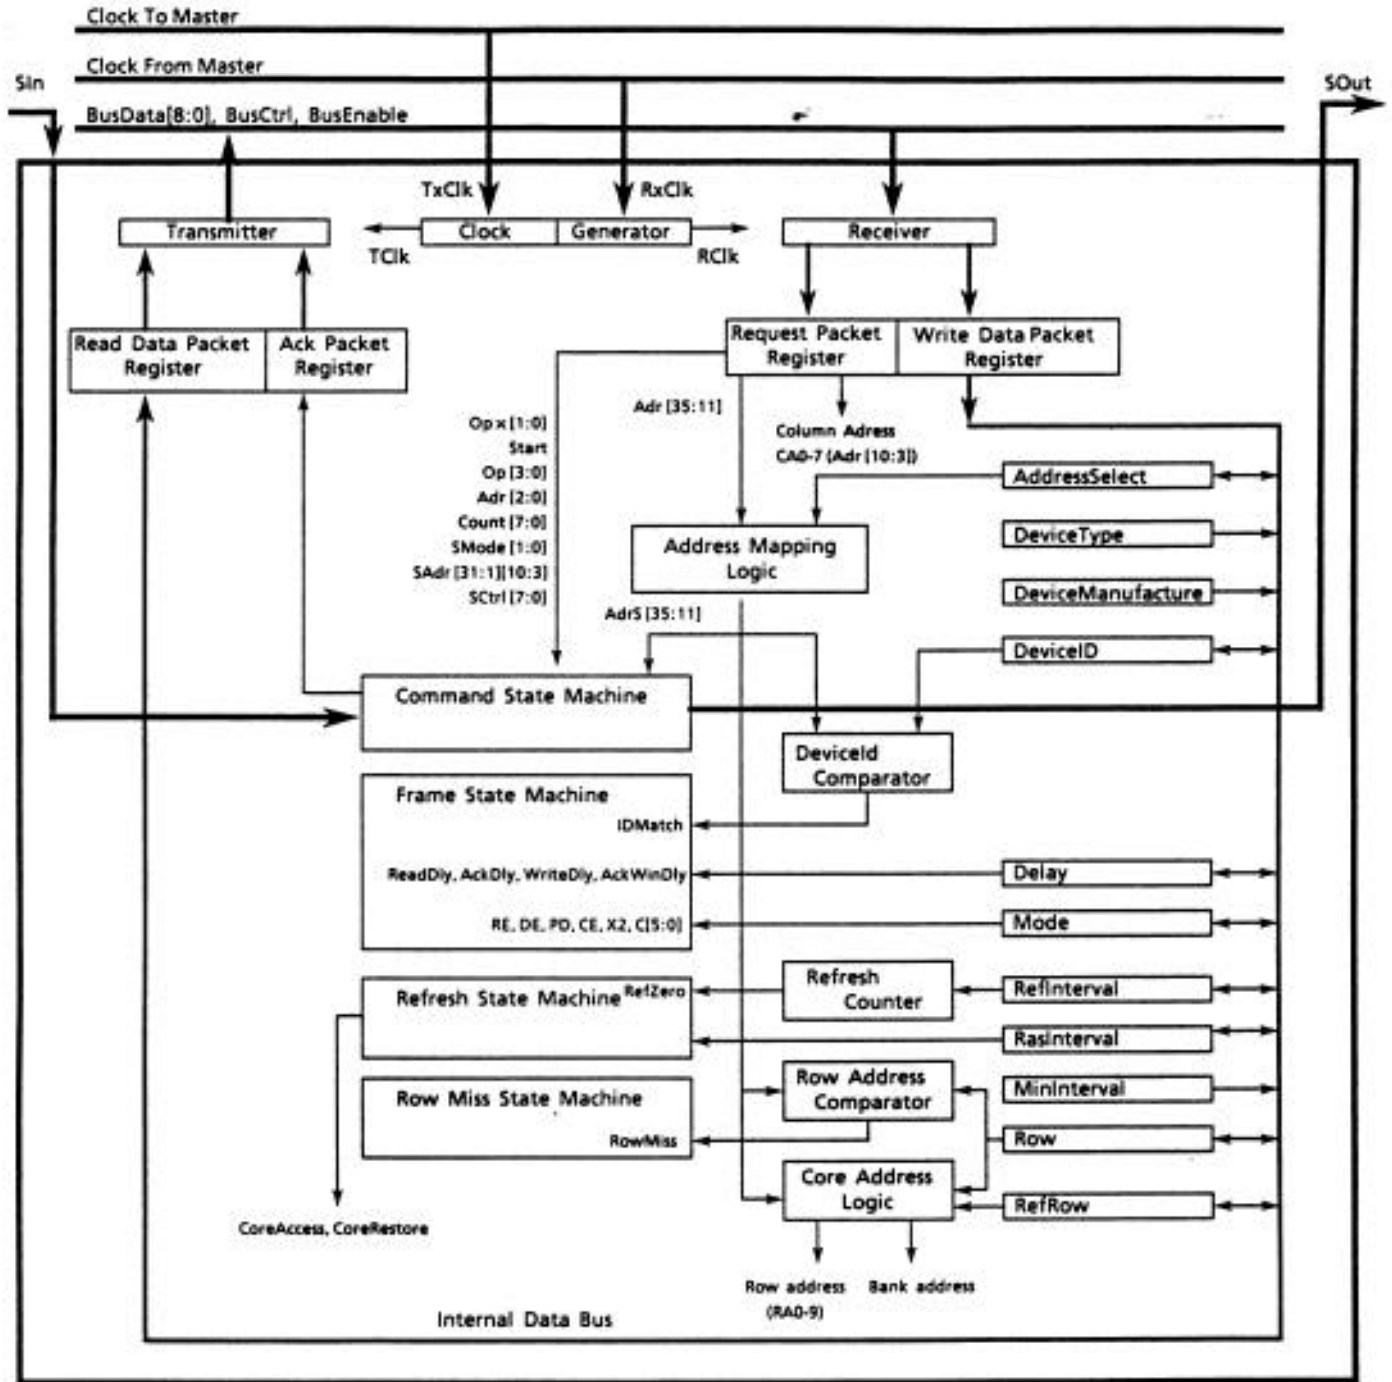 Clock To Master
Clock From Master
SIn
SOut
BusData[8:0], BusCtrl, BusEnable
TxClk
RxClk
Transmitter
Clock
Generator
Receiver
TClk
RClk
Read Data Packet
Register
Ack Packet
Register
Request Packet
Register
Write Data Packet
Register
Adr [35:11]
Column Adress
CA0-7 (Adr [10:3])
Op x [1:0]
Start
Op [3:0]
Adr [2:0]
Count [7:0]
SMode [1:0]
SAdr [31:1][10:3]
SCtrl [7:0]
AddressSelect
DeviceType
DeviceManufacture
DeviceID
Address Mapping
Logic
AdrS [35:11]
Command State Machine
DeviceId
Comparator
Frame State Machine
IDMatch
ReadDly, AckDly, WriteDly, AckWinDly
Delay
RE, DE, PD, CE, X2, C[5:0]
Mode
Refresh State Machine
RefZero
Refresh
Counter
RefInterval
RasInterval
Row Miss State Machine
RowMiss
Row Address
Comparator
MinInterval
Row
Core Address
Logic
RefRow
CoreAccess, CoreRestore
Row address
(RA0-9)
Bank address
Internal Data Bus